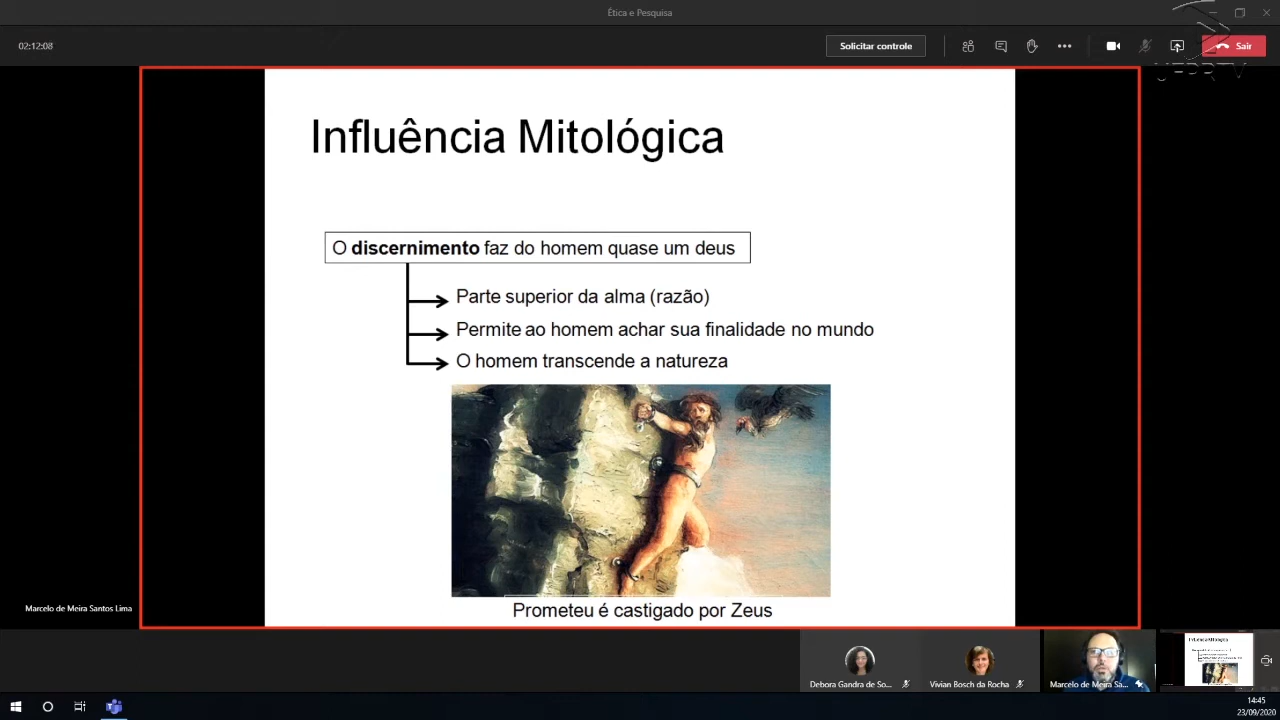 Ética e Pesquisa
02:12:08
Solicitar controle
Sair
Influência Mitológica
O discernimento faz do homem quase um deus
Parte superior da alma (razão)
Permite ao homem achar sua finalidade no mundo
O homem transcende a natureza
Prometeu é castigado por Zeus
Marcelo de Meira Santos Lima
Debora Gandra de So...
Vivian Bosch da Rocha
Marcelo de Meira Sa...
Influência Mitológica
14:45
23/09/2020